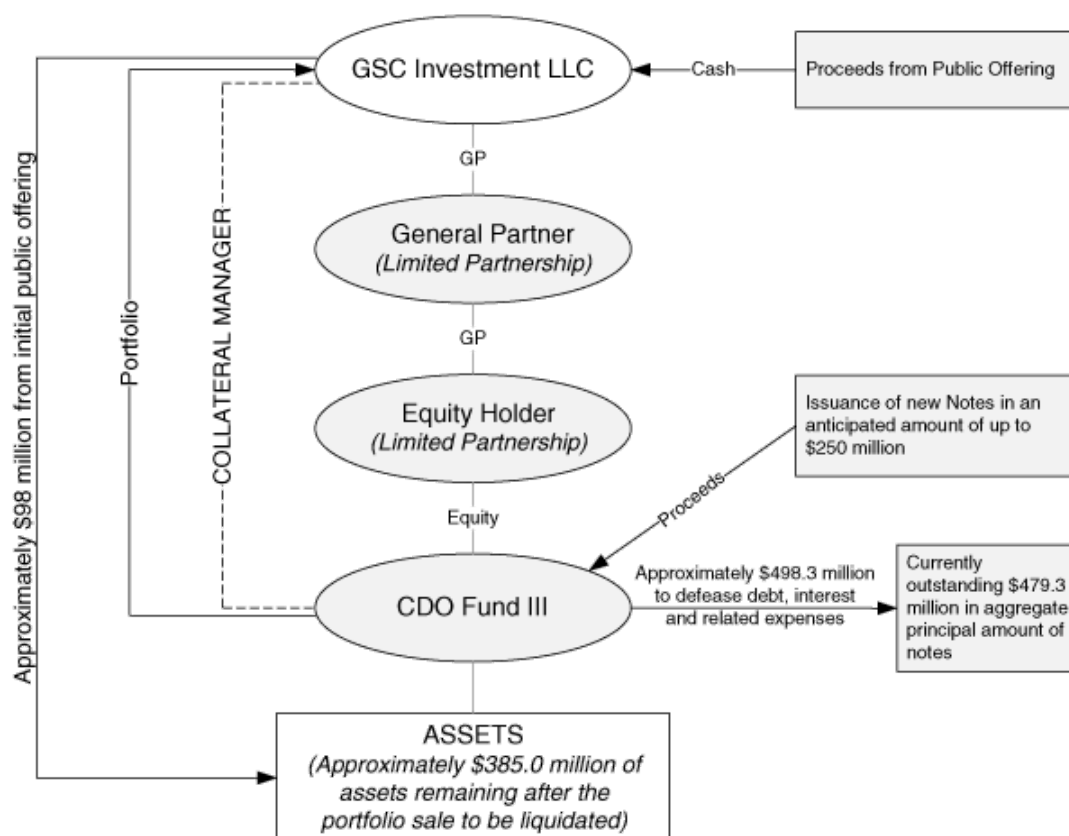 GSC Investment LLC
Cash
Proceeds from Public Offering
GP
General Partner
(Limited Partnership)
GP
Equity Holder
(Limited Partnership)
Issuance of new Notes in an
anticipated amount of up to
$250 million
Proceeds
Equity
CDO Fund III
Approximately $498.3 million
to defease debt, interest
and related expenses
Currently
outstanding $479.3
million in aggregate
principal amount of
notes
ASSETS
(Approximately $385.0 million of
assets remaining after the
portfolio sale to be liquidated)
Approximately $98 million from initial public offering
Portfolio
COLLATERAL MANAGER